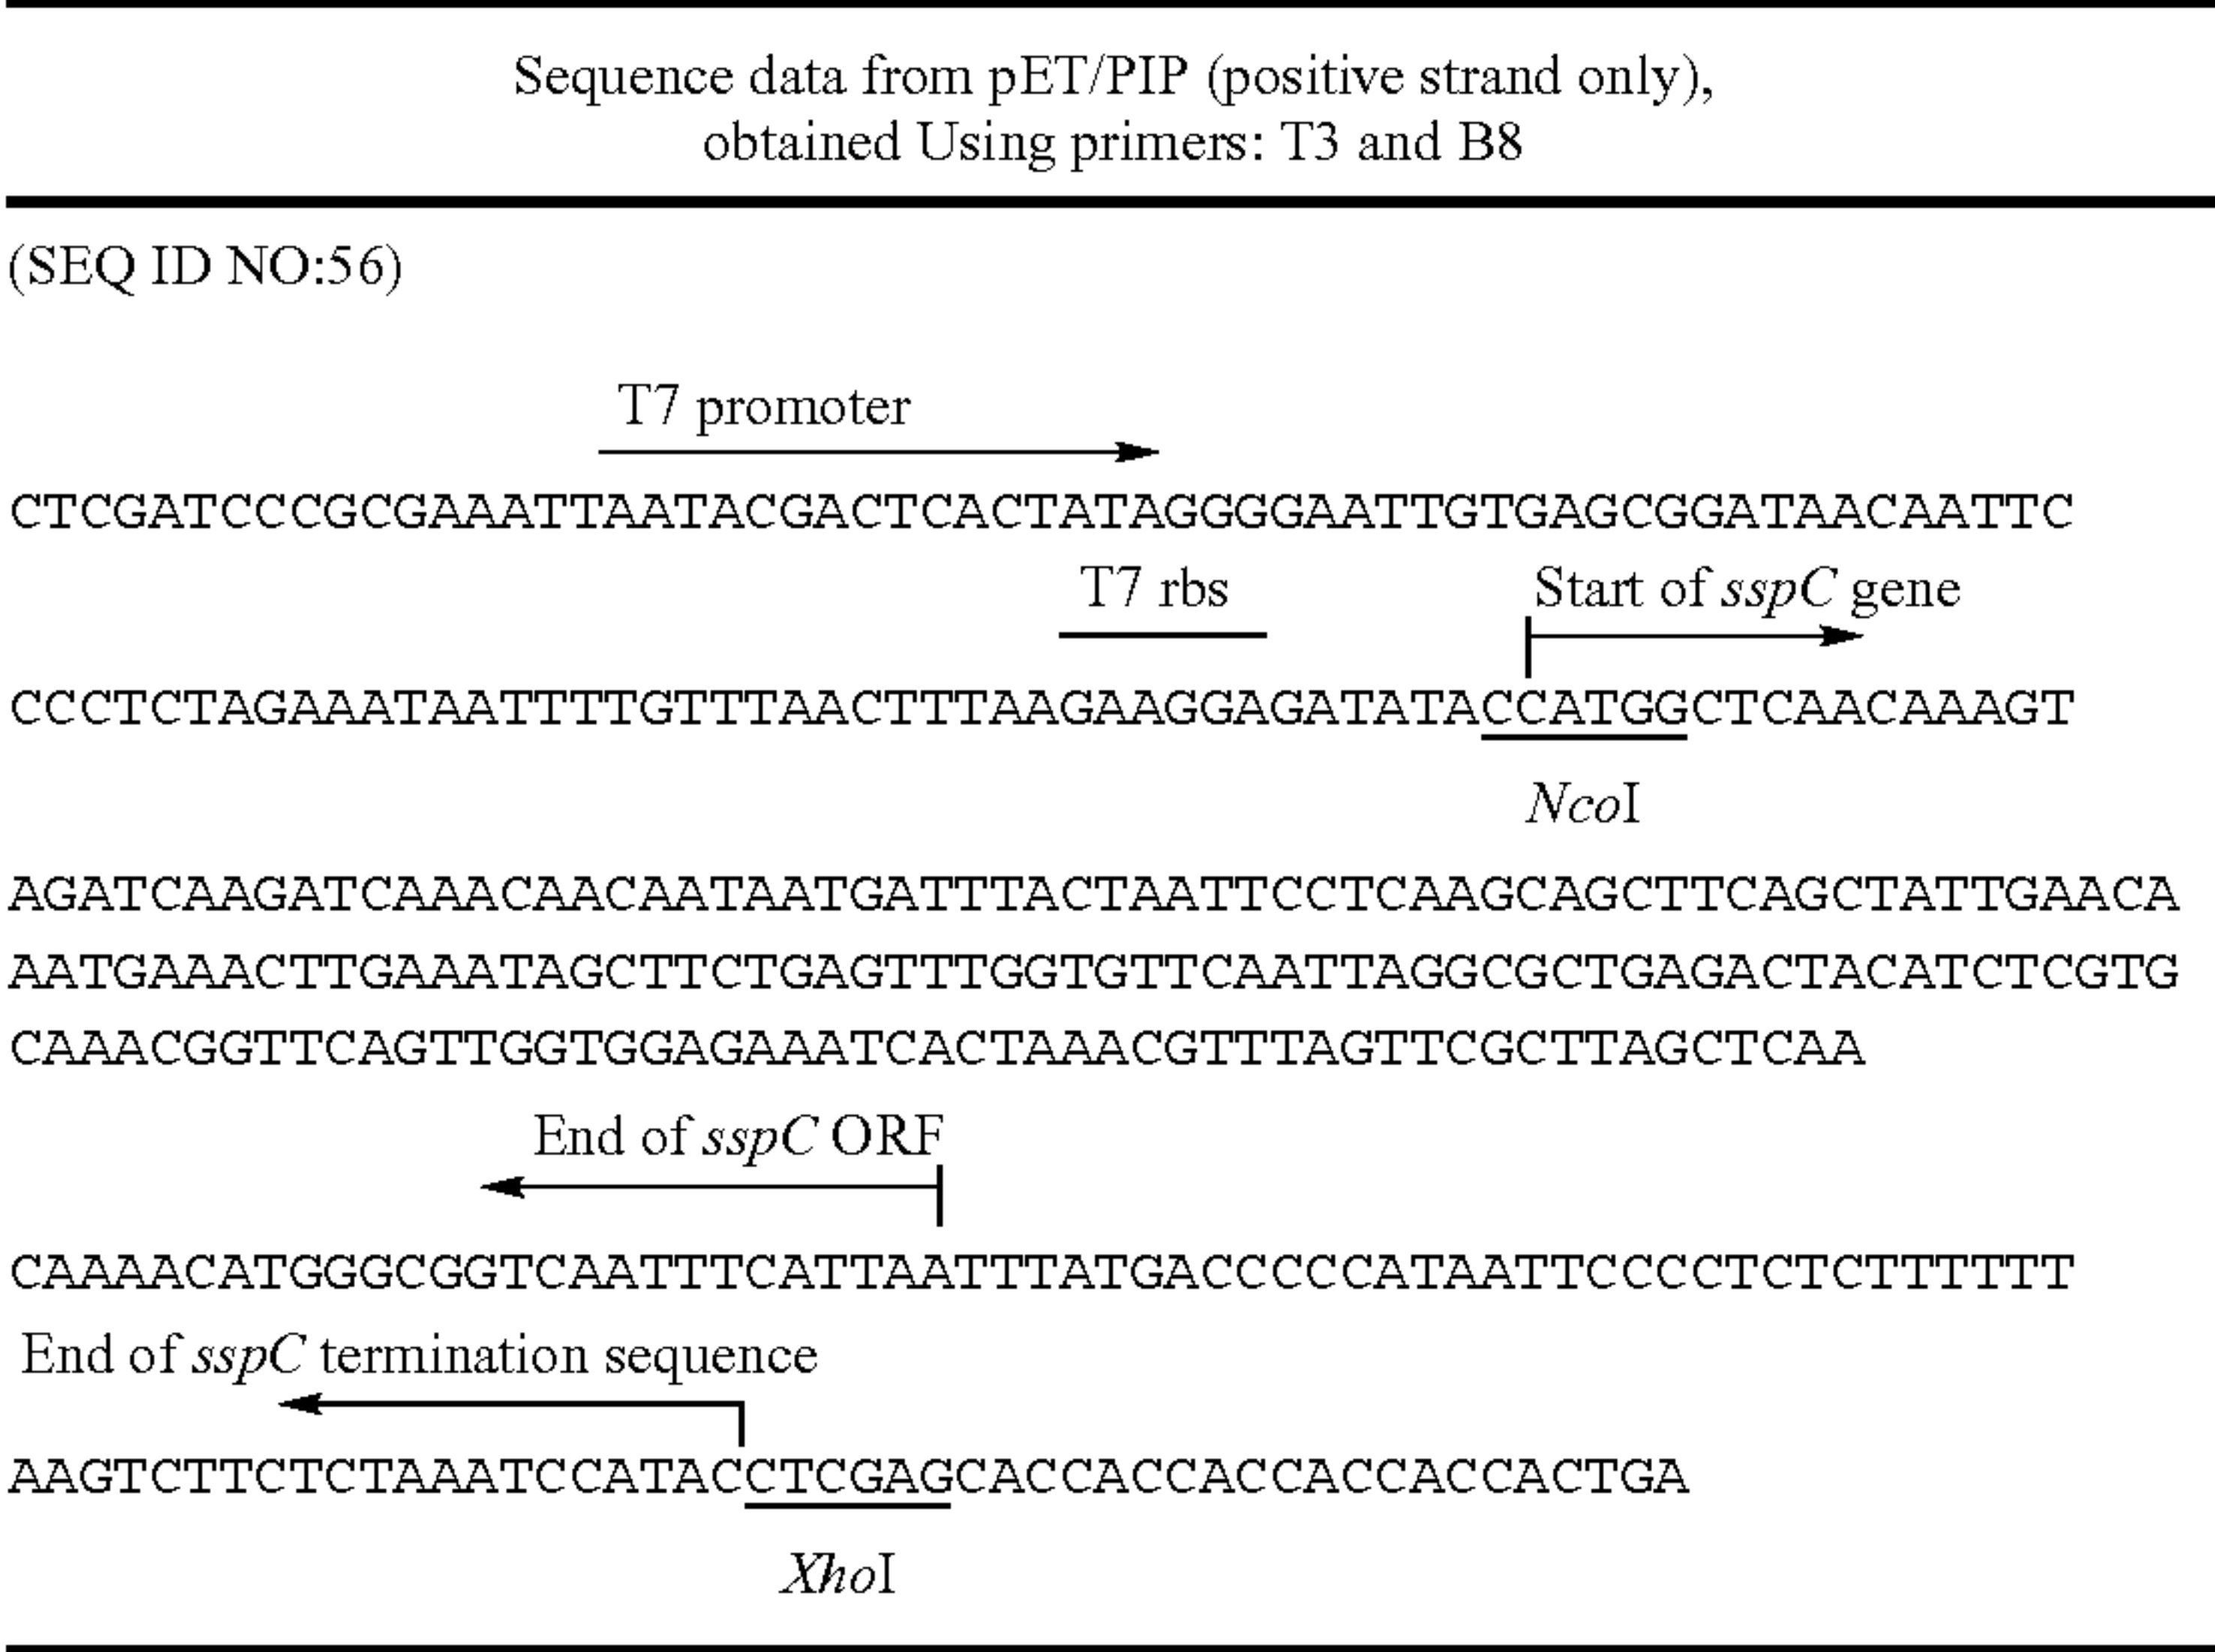 Sequence data from pET/PIP (positive strand only),
obtained Using primers: T3 and B8
(SEQ ID NO:56)
T7 promoter
CTCGATCCCGCGAAATTAATACGACTCACTATAGGGGAATTGTGAGCGGATAACAATTC
T7 rbs Start of sspC gene
CCCTCTAGAAATAATTTTGTTTAACTTTAAGAAGGAGATATACCATGGCTCAACAAAGT
NcoI
AGATCAAGATCAAACAACAATAATGATTTACTAATTCCTCAAGCAGCTTCAGCTATTGAACA
AATGAAACTTGAAATAGCTTCTGAGTTTGGTGTTCAATTAGGCGCTGAGACTACATCTCGTG
CAAACGGTTCAGTTGGTGGAGAAATCACTAAACGTTTAGTTCGCTTAGCTCAA
End of sspC ORF
CAAAACATGGGCGGTCAATTTCATTAATTTATGACCCCCATAATTCCCCTCTCTTTTTT
End of sspC termination sequence
AAGTCTTCTCTAAATCCATACCTCGAGCACCACCACCACCACCACTGA
XhoI